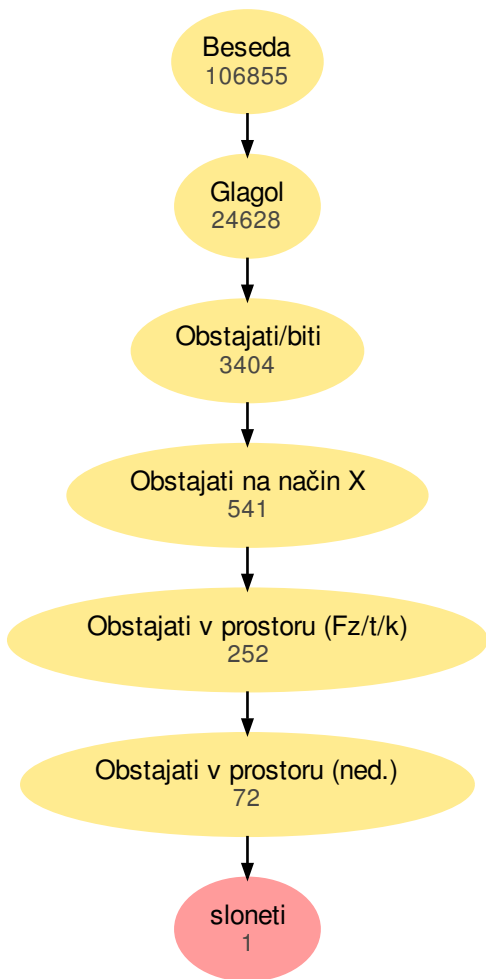 Beseda
106855
Glagol
24628
Obstajati/biti
3404
Obstajati na način X
541
Obstajati v prostoru (Fz/t/k)
252
Obstajati v prostoru (ned.)
72
sloneti
1